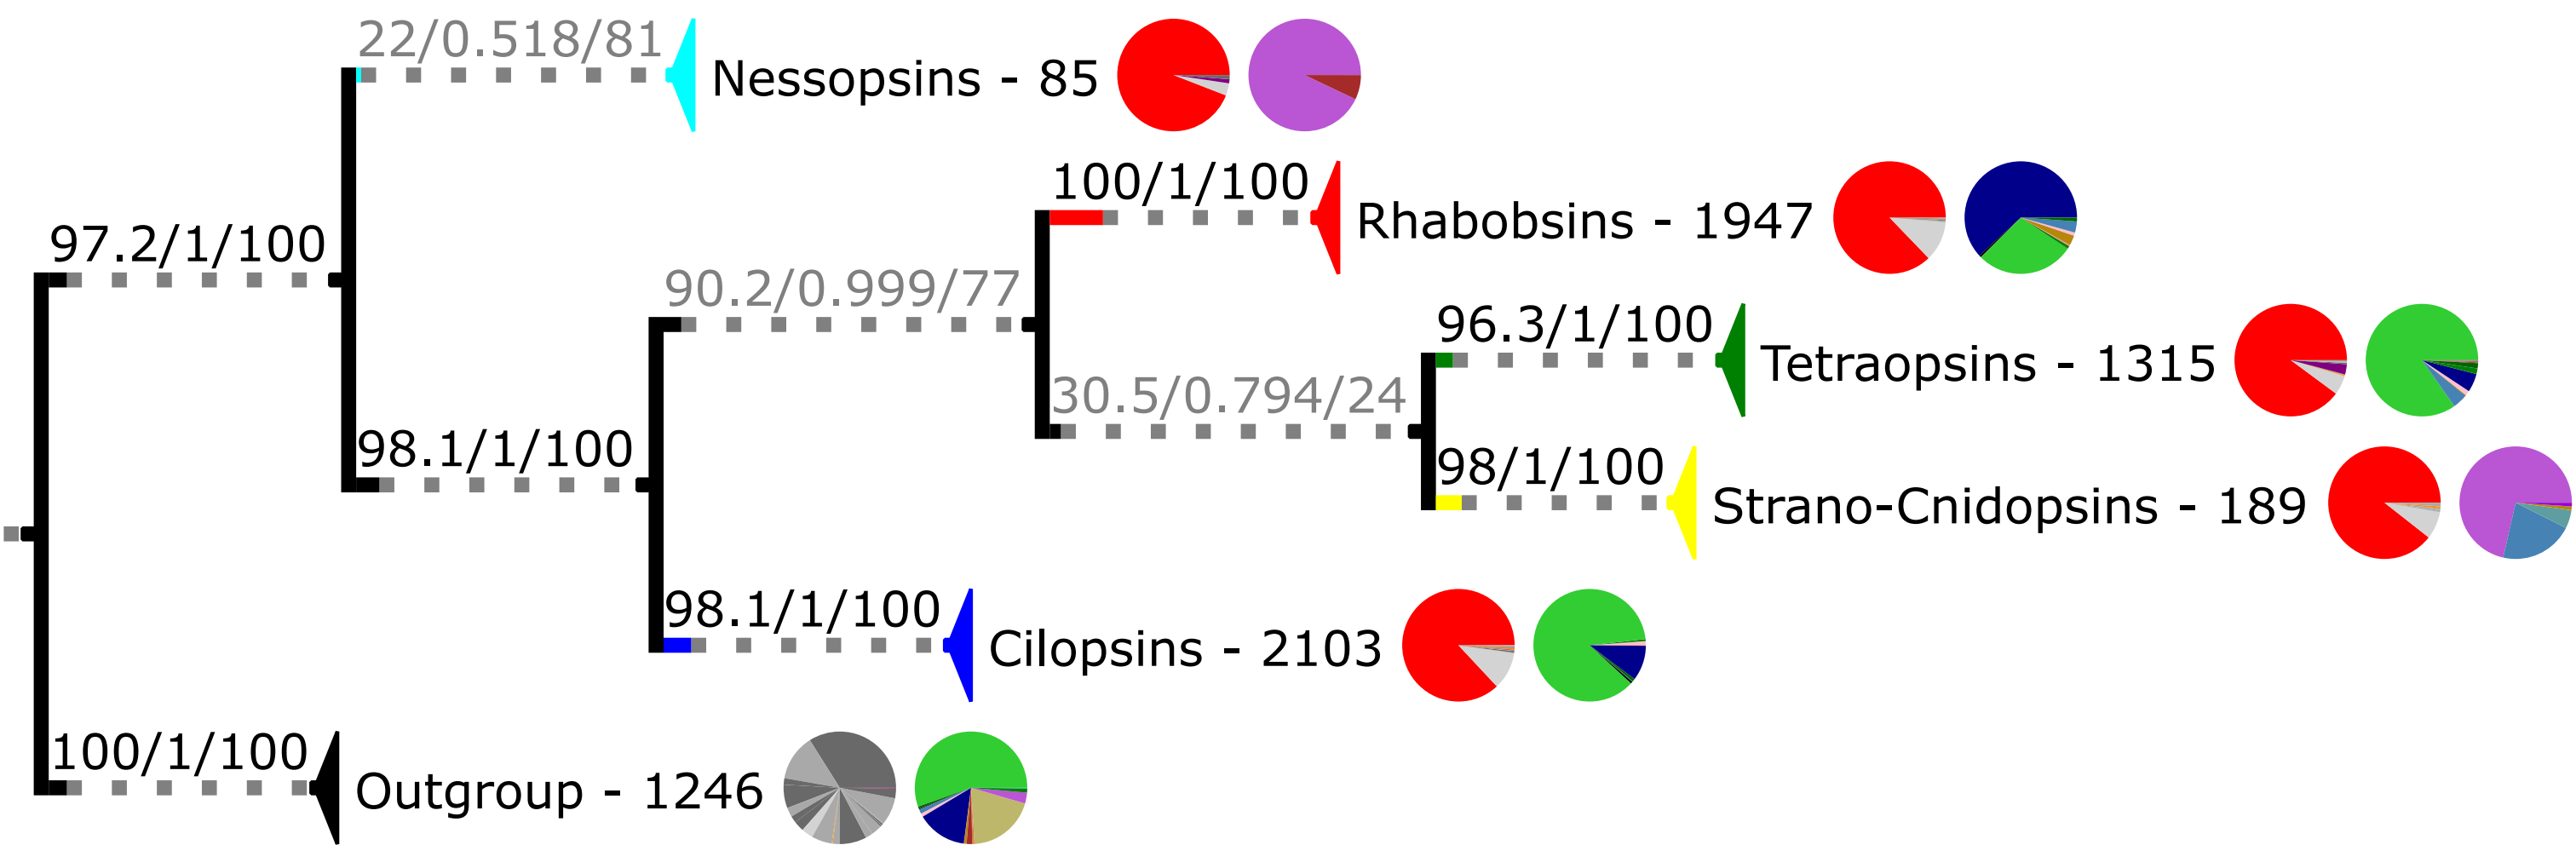 22/0.518/81
Nessopsins - 85
100/1/100
Rhabobsins - 1947
97.2/1/100
90.2/0.999/77
96.3/1/100
Tetraopsins - 1315
30.5/0.794/24
98.1/1/100
98/1/100
Strano-Cnidopsins - 189
98.1/1/100
Cilopsins - 2103
100/1/100
Outgroup - 1246